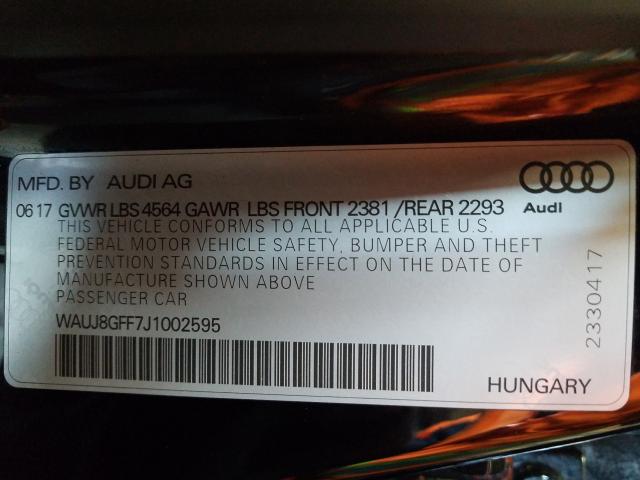 MFD. BY AUDI AG
06 17 GVWR LBS 4564 GAWR LBS FRONT 2381 /REAR 2293
THIS VEHICLE CONFORMS TO ALL APPLICABLE U.S.
FEDERAL MOTOR VEHICLE SAFETY, BUMPER AND THEFT
PREVENTION STANDARDS IN EFFECT ON THE DATE OF
MANUFACTURE SHOWN ABOVE
PASSENGER CAR
WAUJ8GFF7J1002595
HUNGARY
Audi
2330417